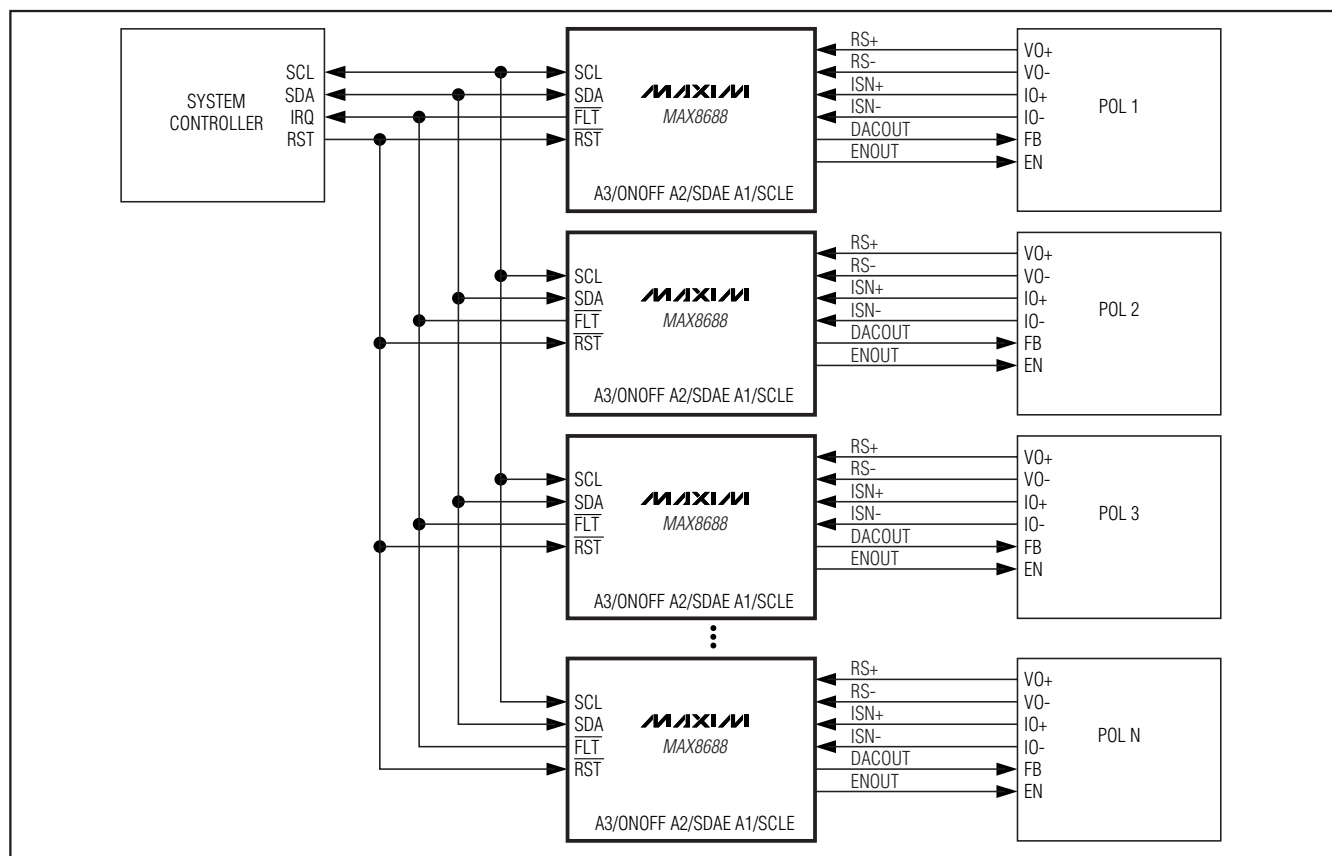 SYSTEM
CONTROLLER
SCL
SDA
IRQ
RST
SCL
SDA
FLT
RST
MAXIM
MAX8688
A3/ONOFF A2/SDAE A1/SCLE
RS+
RS-
ISN+
ISN-
DACOUT
ENOUT
VO+
VO-
IO+
IO-
FB
EN
POL 1
SCL
SDA
FLT
RST
MAXIM
MAX8688
A3/ONOFF A2/SDAE A1/SCLE
RS+
RS-
ISN+
ISN-
DACOUT
ENOUT
VO+
VO-
IO+
IO-
FB
EN
POL 2
SCL
SDA
FLT
RST
MAXIM
MAX8688
A3/ONOFF A2/SDAE A1/SCLE
RS+
RS-
ISN+
ISN-
DACOUT
ENOUT
VO+
VO-
IO+
IO-
FB
EN
POL 3
SCL
SDA
FLT
RST
MAXIM
MAX8688
A3/ONOFF A2/SDAE A1/SCLE
RS+
RS-
ISN+
ISN-
DACOUT
ENOUT
VO+
VO-
IO+
IO-
FB
EN
POL N